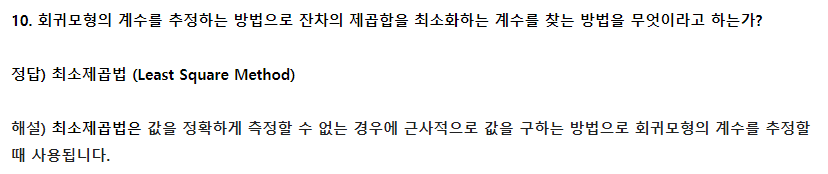 10. 회귀모형의 계수를 추정하는 방법으로 잔차의 제곱합을 최소화하는 계수를 찾는 방법을 무엇이라고 하는가?
정답) 최소제곱법 (Least Square Method)
해설) 최소제곱법은 값을 정확하게 측정할 수 없는 경우에 근사적으로 값을 구하는 방법으로 회귀모형의 계수를 추정할
때 사용됩니다.